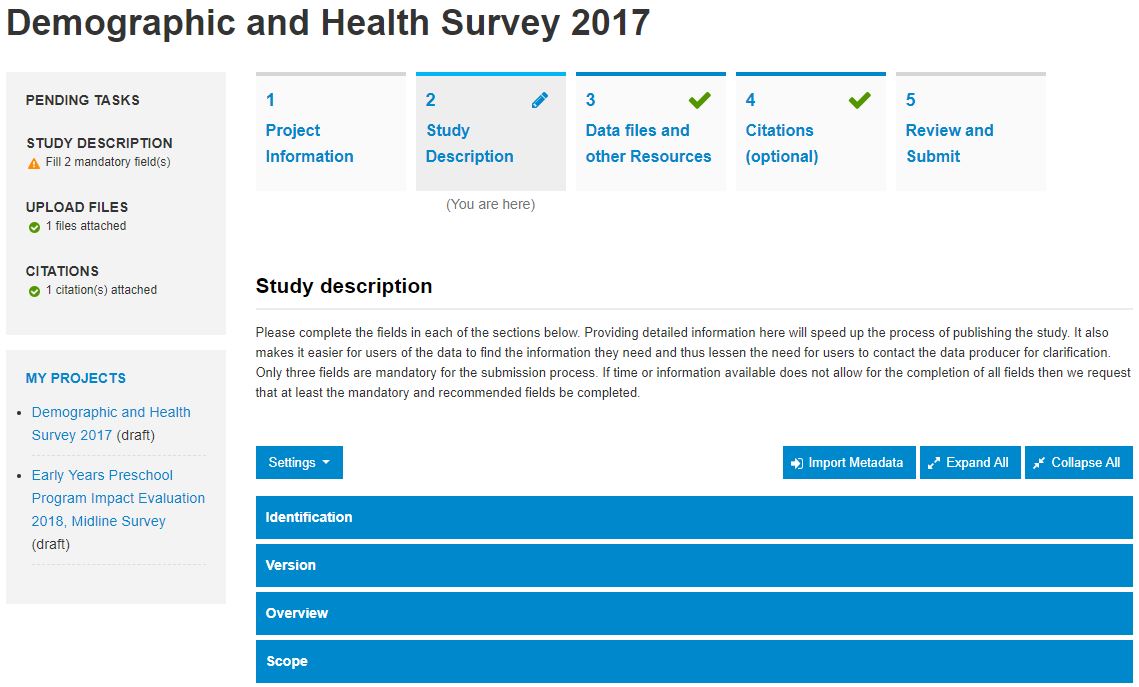 Demographic and Health Survey 2017
PENDING TASKS
STUDY DESCRIPTION
Fill 2 mandatory field(s)
UPLOAD FILES
1 files attached
CITATIONS
1 citation(s) attached
MY PROJECTS
Demographic and Health
Survey 2017 (draft)
Early Years Preschool
Program Impact Evaluation
2018, Midline Survey
(draft)
1
Project
Information
2
Study
Description
(You are here)
3
Data files and
other Resources
4
Citations
(optional)
5
Review and
Submit
Study description
Please complete the fields in each of the sections below. Providing detailed information here will speed up the process of publishing the study. It also
makes it easier for users of the data to find the information they need and thus lessen the need for users to contact the data producer for clarification.
Only three fields are mandatory for the submission process. If time or information available does not allow for the completion of all fields then we request
that at least the mandatory and recommended fields be completed.
Settings
Import Metadata
Expand All
Collapse All
Identification
Version
Overview
Scope